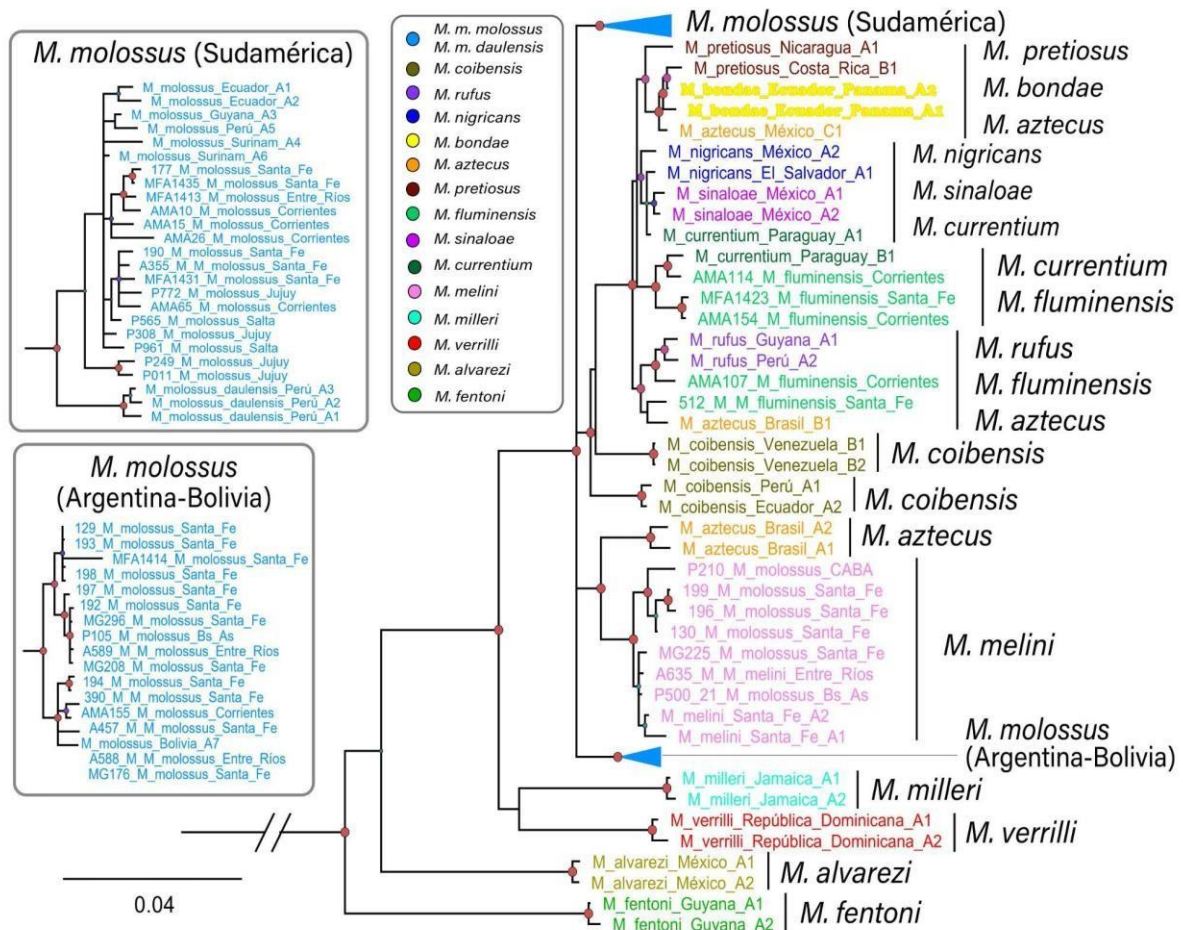 M. molossus (Sudamérica)
M_molossus_Ecuador_A1
M_molossus_Ecuador_A2
M_molossus_Guyana_A3
M_molossus_Perú_A5
M_molossus_Surinam_A4
M_molossus_Surinam_A6
177_M_molossus_Santa_Fe
MFA1435_M_molossus_Santa_Fe
MFA1413_M_molossus_Entre_Ríos
AMA10_M_molossus_Corrientes
AMA15_M_molossus_Corrientes
AMA26_M_molossus_Corrientes
190_M_molossus_Santa_Fe
A355_M_molossus_Santa_Fe
MFA1431_M_molossus_Santa_Fe
P772_M_molossus_Jujuy
AMA65_M_molossus_Corrientes
P565_M_molossus_Salta
P308_M_molossus_Jujuy
P961_M_molossus_Salta
P249_M_molossus_Jujuy
P011_M_molossus_Jujuy
M_molossus_daulensis_Perú_A3
M_molossus_daulensis_Perú_A2
M_molossus_daulensis_Perú_A1
M. molossus
(Argentina-Bolivia)
129_M_molossus_Santa_Fe
193_M_molossus_Santa_Fe
MFA1414_M_molossus_Santa_Fe
198_M_molossus_Santa_Fe
197_M_molossus_Santa_Fe
192_M_molossus_Santa_Fe
MG296_M_molossus_Santa_Fe
P105_M_molossus_Bs_As
A589_M_molossus_Entre_Ríos
MG208_M_molossus_Santa_Fe
194_M_molossus_Santa_Fe
390_M_molossus_Santa_Fe
AMA155_M_molossus_Corrientes
A457_M_molossus_Santa_Fe
M_molossus_Bolivia_A7
A588_M_molossus_Entre_Ríos
MG176_M_molossus_Santa_Fe
0.04
M. m. molossus
M. m. daulensis
M. coibensis
M. rufus
M. nigricans
M. bondae
M. aztecus
M. pretiosus
M. fluminensis
M. sinaloae
M. currentium
M. melini
M. milleri
M. verrilli
M. alvarezi
M. fentoni
M. molossus (Sudamérica)
M_pretiosus_Nicaragua_A1
M_pretiosus_Costa_Rica_B1
M_bondae_Ecuador_Panama_A2
M_bondae_Ecuador_Panama_A1
M_aztecus_México_C1
M. pretiosus
M. bondae
M. aztecus
M_nigricans_México_A2
M_nigricans_El_Salvador_A1
M_sinaloae_México_A1
M_sinaloae_México_A2
M_currentium_Paraguay_A1
M. nigricans
M. sinaloae
M. currentium
M_currentium_Paraguay_B1
AMA114_M_fluminensis_Corrientes
MFA1423_M_fluminensis_Santa_Fe
AMA154_M_fluminensis_Corrientes
M. currentium
M. fluminensis
M_rufus_Guyana_A1
M_rufus_Perú_A2
AMA107_M_fluminensis_Corrientes
512_M_M_fluminensis_Santa_Fe
M_aztecus_Brasil_B1
M. rufus
M. fluminensis
M. aztecus
M_coibensis_Venezuela_B1
M_coibensis_Venezuela_B2
M. coibensis
M_coibensis_Perú_A1
M_coibensis_Ecuador_A2
M. coibensis
M_aztecus_Brasil_A2
M_aztecus_Brasil_A1
M. aztecus
P210_M_molossus_CABA
199_M_molossus_Santa_Fe
196_M_molossus_Santa_Fe
130_M_molossus_Santa_Fe
MG225_M_molossus_Santa_Fe
A635_M_melini_Entre_Ríos
P500_21_M_molossus_Bs_As
M_melini_Santa_Fe_A2
M_melini_Santa_Fe_A1
M. melini
M. molossus
(Argentina-Bolivia)
M_milleri_Jamaica_A1
M_milleri_Jamaica_A2
M. milleri
M_verrilli_República_Dominicana_A1
M_verrilli_República_Dominicana_A2
M. verrilli
M_alvarezi_México_A1
M_alvarezi_México_A2
M. alvarezi
M_fentoni_Guyana_A1
M_fentoni_Guyana_A2
M. fentoni